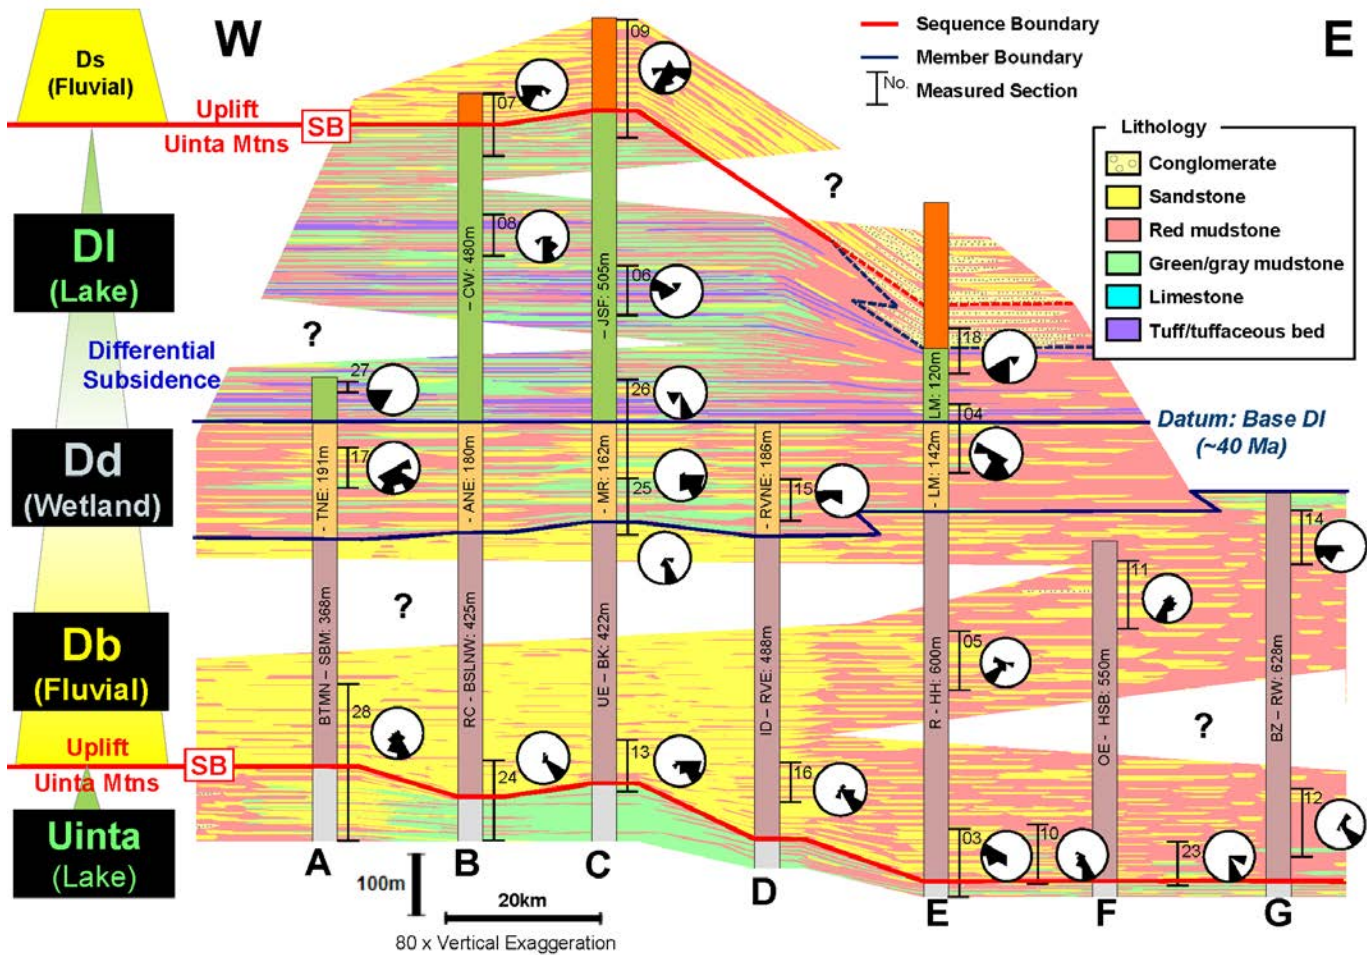 W
E
Ds
(Fluvial)
Uplift
SB
Uinta Mtns
Dl
(Lake)
Differential
Subsidence
Dd
(Wetland)
Db
(Fluvial)
Uplift
SB
Uinta Mtns
Uinta
(Lake)
Sequence Boundary
Member Boundary
No.
Measured Section
Lithology
Conglomerate
Sandstone
Red mudstone
Green/gray mudstone
Limestone
Tuff/tuffaceous bed
Datum: Base Dl
(~40 Ma)
?
?
?
?
07
09
08
06
27
26
18
04
17
25
15
14
11
05
28
24
13
16
12
03
10
23
- TNE: 191m
BTMN – SBM: 368m
– CW: 480m
- ANE: 180m
RC - BSLNW: 425m
– JSF: 505m
- MR: 162m
UE – BK: 422m
- RVNE: 186m
ID – RVE: 488m
LM: 120m
- LM: 142m
R - HH: 600m
OE - HSB: 550m
BZ – RW: 628m
A
B
C
D
E
F
G
100m
20km
80 x Vertical Exaggeration